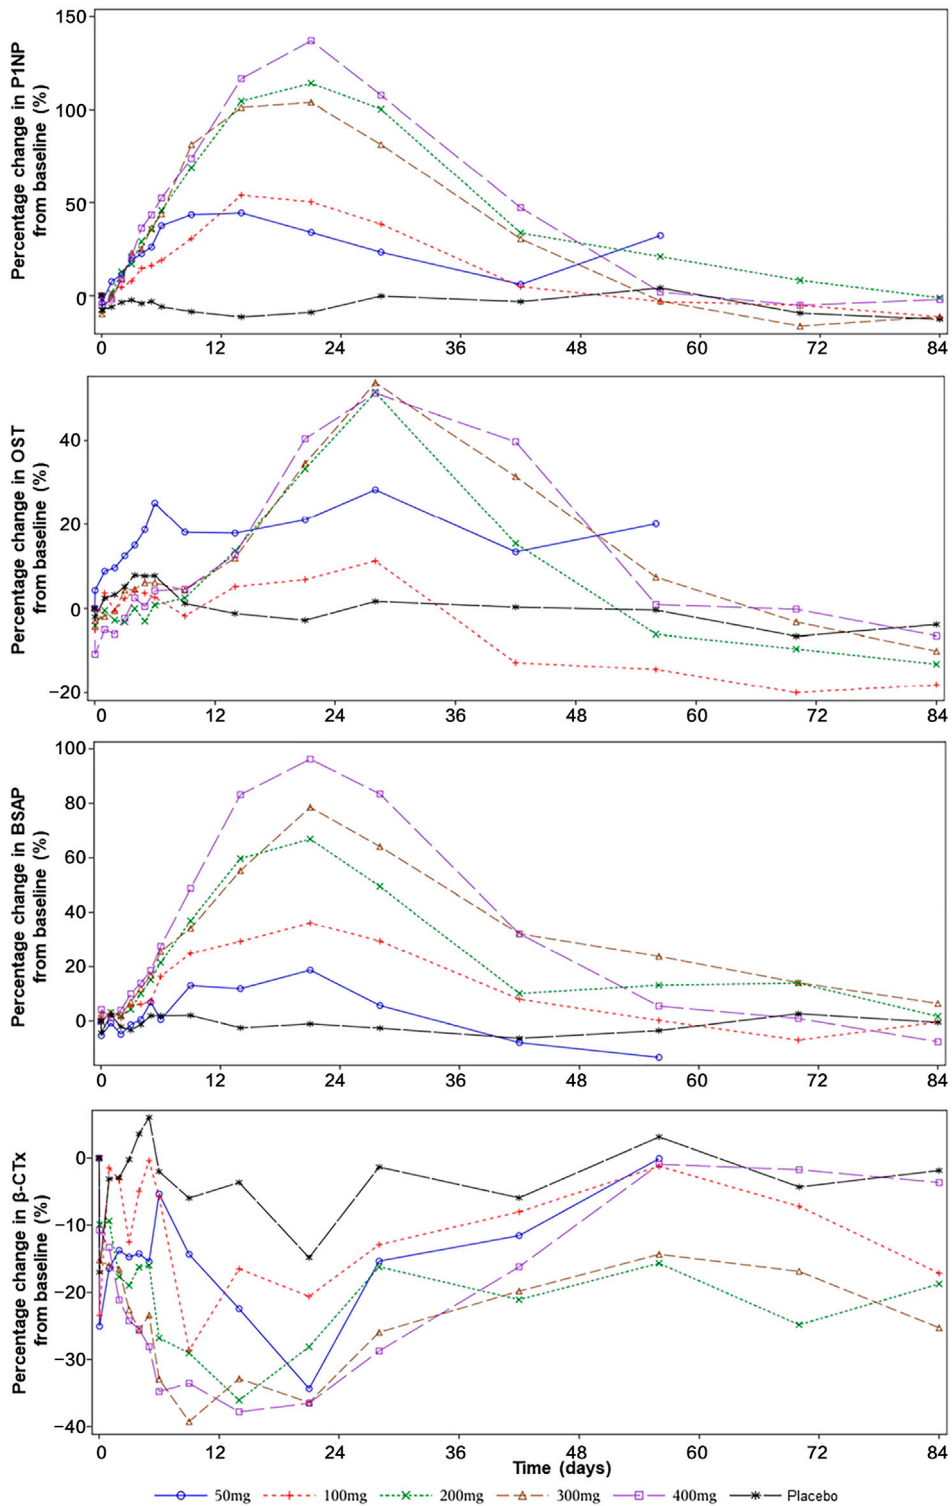 Percentage change in P1NP
from baseline (%)
150
100
50
0
0 12 24 36 48 60 72 84
Percentage change in OST
from baseline (%)
40
20
0
−20
0 12 24 36 48 60 72 84
Percentage change in BSAP
from baseline (%)
100
80
60
40
20
0
0 12 24 36 48 60 72 84
Percentage change in β-CTx
from baseline (%)
0
−10
−20
−30
−40
0 12 24 36 48 60 72 84
Time (days)
50mg 100mg 200mg 300mg 400mg Placebo